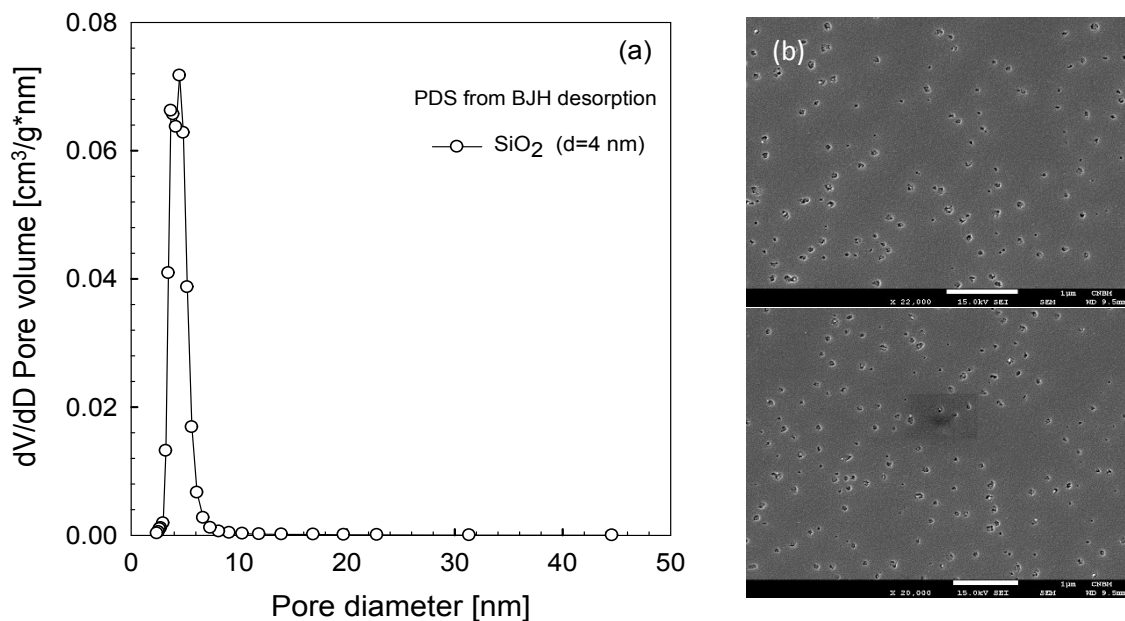 (a)
PDS from BJH desorption
SiO2 (d=4 nm)
0.08
0.06
0.04
0.02
0.00
0 10 20 30 40 50
dV/dD Pore volume [cm³/g*nm]
Pore diameter [nm]
(b)
1μm CNBH
X 22,000 15.0kV SEI SEM WD 9.5mm
1μm CNBH
X 20,000 15.0kV SEI SEM WD 9.5mm